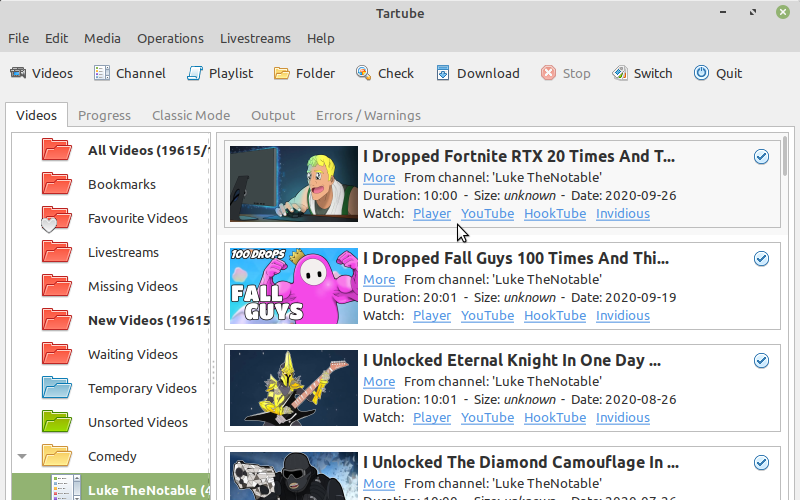 Tartube
File Edit Media Operations Livestreams Help
Videos Channel Playlist Folder Check Download Stop Switch Quit
Videos Progress Classic Mode Output Errors / Warnings
All Videos (19615/1
Bookmarks
Favourite Videos
Livestreams
Missing Videos
New Videos (19615
Waiting Videos
Temporary Videos
Unsorted Videos
Comedy
Luke TheNotable (4
I Dropped Fortnite RTX 20 Times And T...
More From channel: 'Luke TheNotable'
Duration: 10:00 - Size: unknown - Date: 2020-09-26
Watch: Player YouTube HookTube Invidious
100 DROPS
FALL
GUYS
I Dropped Fall Guys 100 Times And Thi...
More From channel: 'Luke TheNotable'
Duration: 20:01 - Size: unknown - Date: 2020-09-19
Watch: Player YouTube HookTube Invidious
I Unlocked Eternal Knight In One Day ...
More From channel: 'Luke TheNotable'
Duration: 10:01 - Size: unknown - Date: 2020-08-26
Watch: Player YouTube HookTube Invidious
I Unlocked The Diamond Camouflage In ...
More From channel: 'Luke TheNotable'